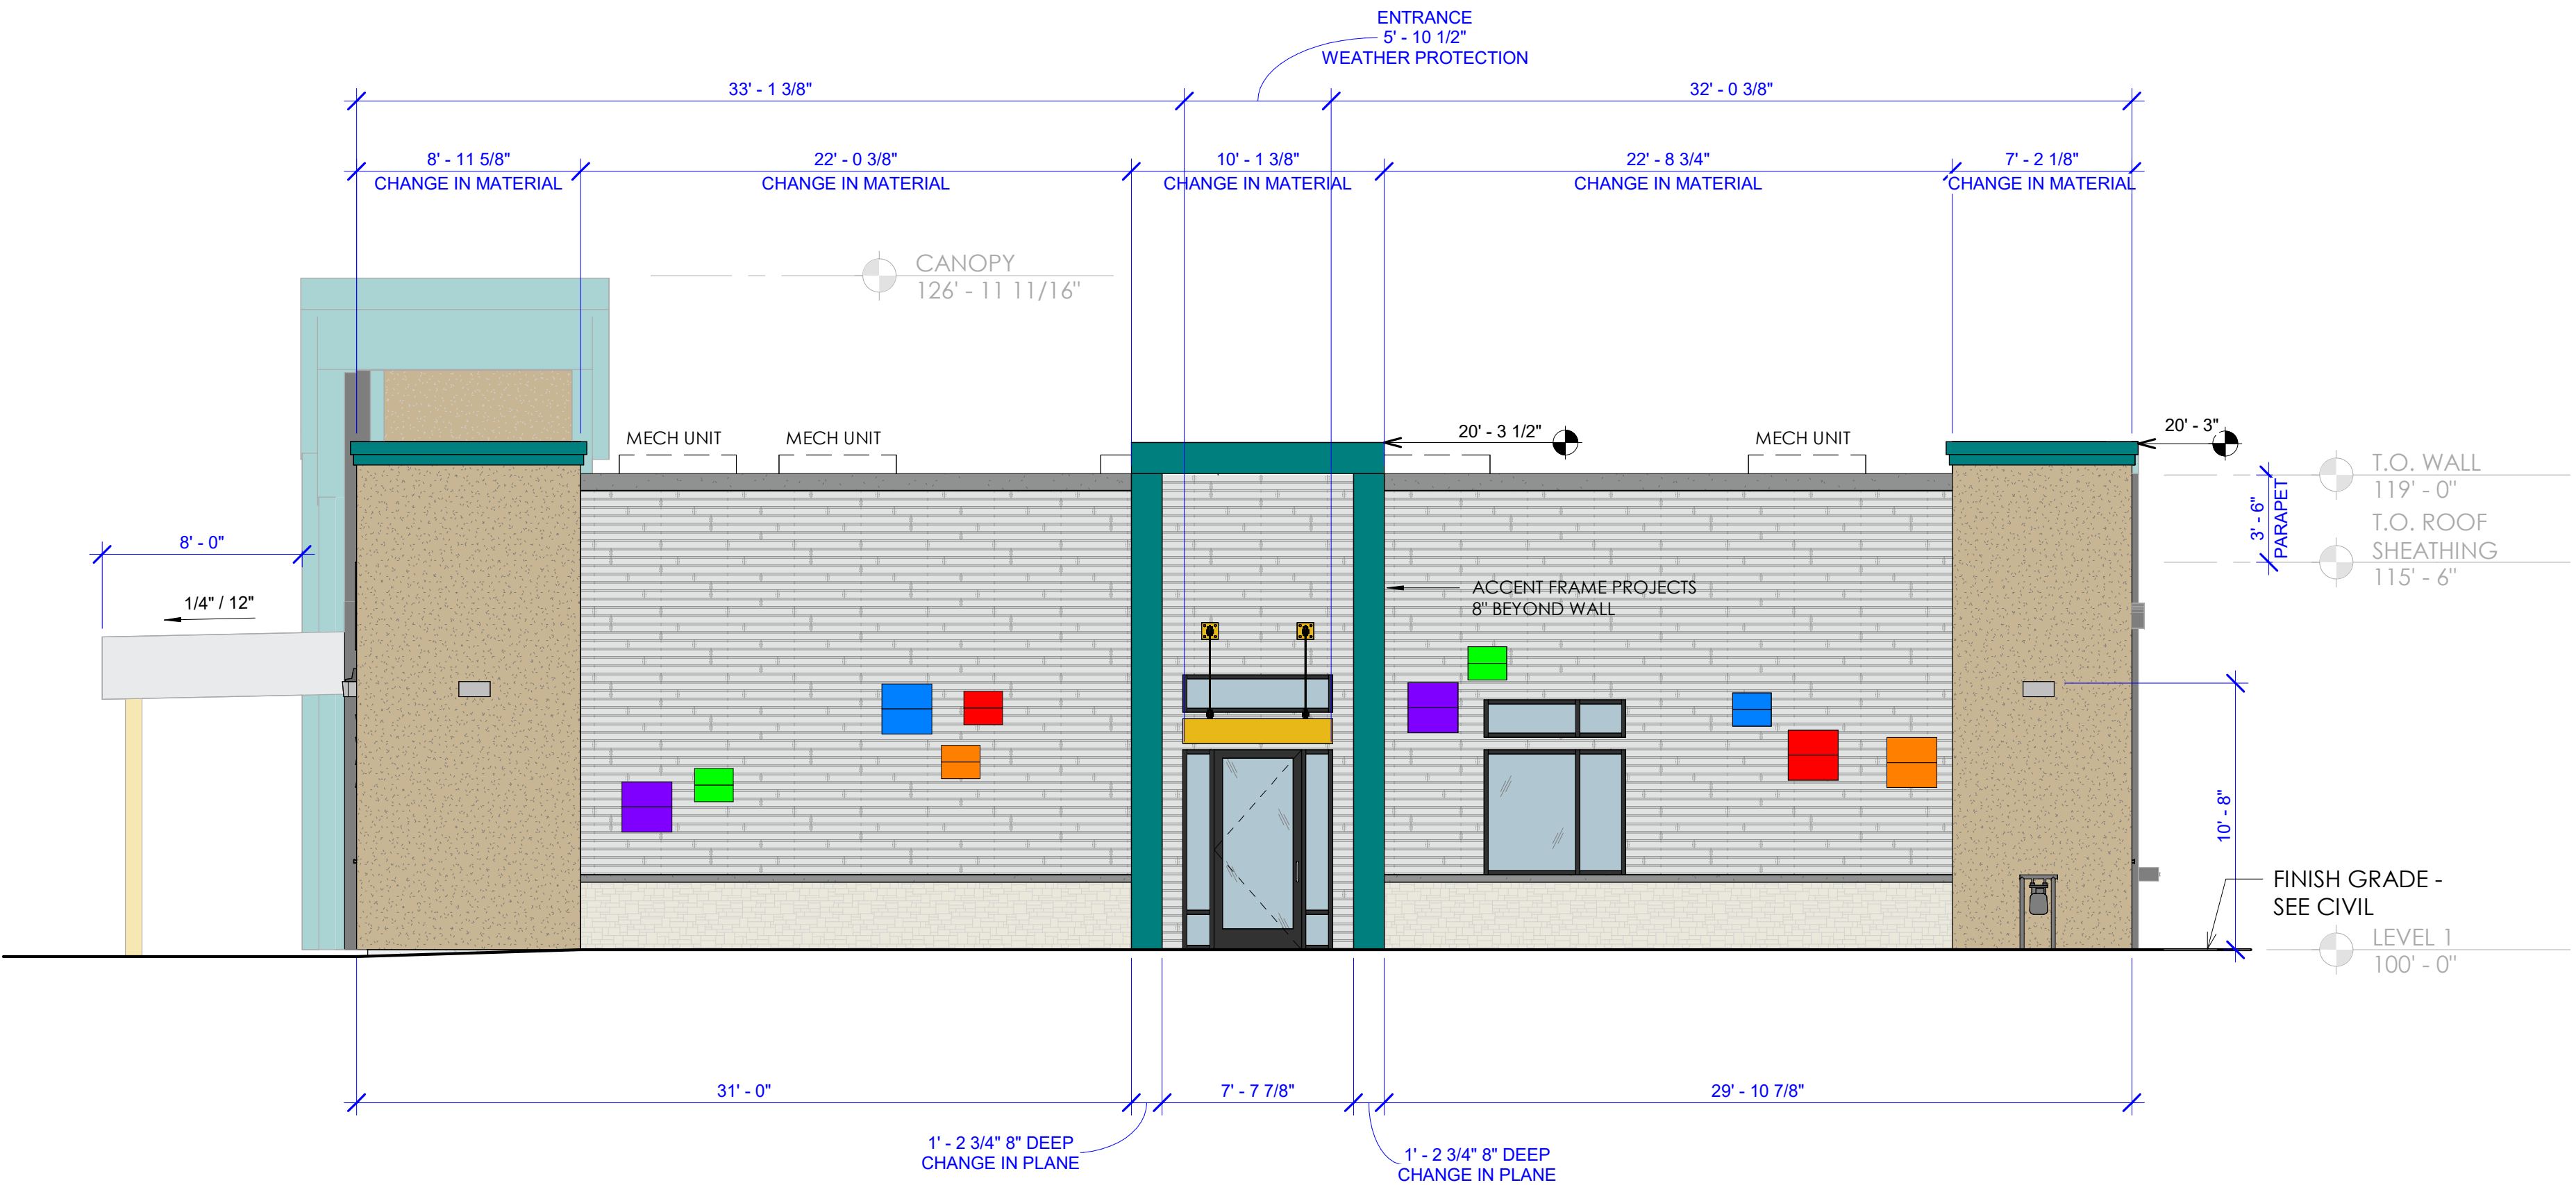 ENTRANCE
5' - 10 1/2"
WEATHER PROTECTION
33' - 1 3/8"
32' - 0 3/8"
8' - 11 5/8"
CHANGE IN MATERIAL
22' - 0 3/8"
CHANGE IN MATERIAL
10' - 1 3/8"
CHANGE IN MATERIAL
22' - 8 3/4"
CHANGE IN MATERIAL
7' - 2 1/8"
CHANGE IN MATERIAL
CANOPY
126' - 11 11/16"
MECH UNIT
MECH UNIT
20' - 3 1/2"
MECH UNIT
20' - 3"
T.O. WALL
119' - 0"
3' - 6"
PARAPET
T.O. ROOF
SHEATHING
115' - 6"
8' - 0"
1/4" / 12"
ACCENT FRAME PROJECTS
8" BEYOND WALL
10' - 8"
FINISH GRADE -
SEE CIVIL
LEVEL 1
100' - 0"
31' - 0"
7' - 7 7/8"
29' - 10 7/8"
1' - 2 3/4" 8" DEEP
CHANGE IN PLANE
1' - 2 3/4" 8" DEEP
CHANGE IN PLANE